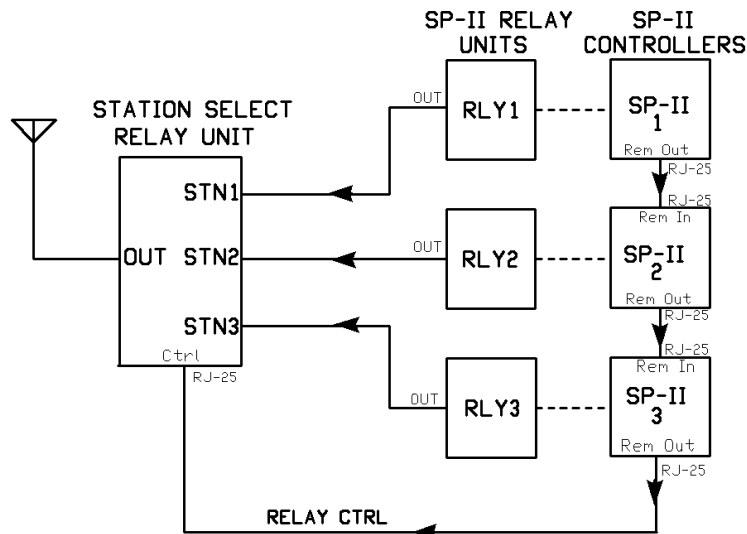 SP-II RELAY
UNITS
SP-II
CONTROLLERS
STATION SELECT
RELAY UNIT
OUT
RLY1
SP-II
1
Rem Out
RJ-25
STN1
RJ-25
Rem In
OUT
STN2
OUT
RLY2
SP-II
2
Rem Out
RJ-25
STN3
RJ-25
Rem In
Ctrl
RJ-25
OUT
RLY3
SP-II
3
Rem Out
RJ-25
RELAY CTRL